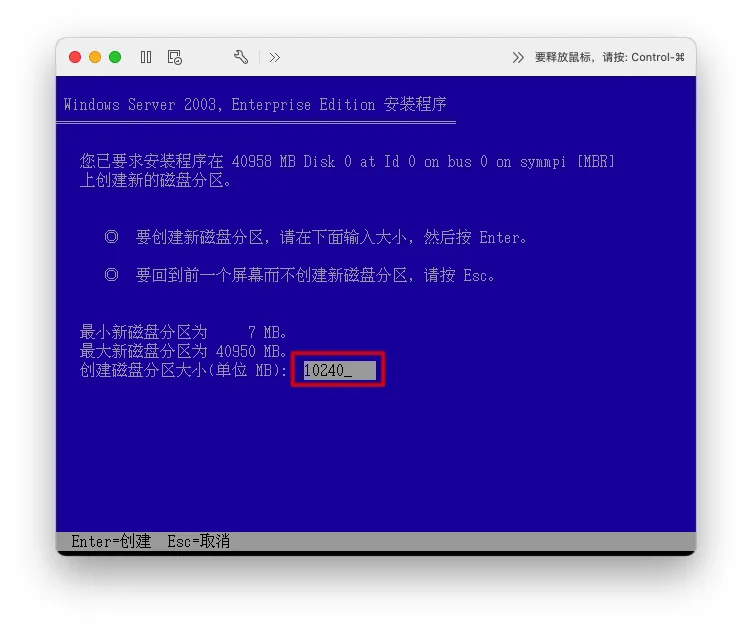 要释放鼠标，请按: Control-⌘
Windows Server 2003, Enterprise Edition 安装程序
您已要求安装程序在 40958 MB Disk 0 at Id 0 on bus 0 on symmpi [MBR]
上创建新的磁盘分区。
◎ 要创建新磁盘分区，请在下面输入大小，然后按 Enter。
◎ 要回到前一个屏幕而不创建新磁盘分区，请按 Esc。
最小新磁盘分区为 7 MB。
最大新磁盘分区为 40950 MB。
创建磁盘分区大小(单位 MB): 10240_
Enter=创建 Esc=取消